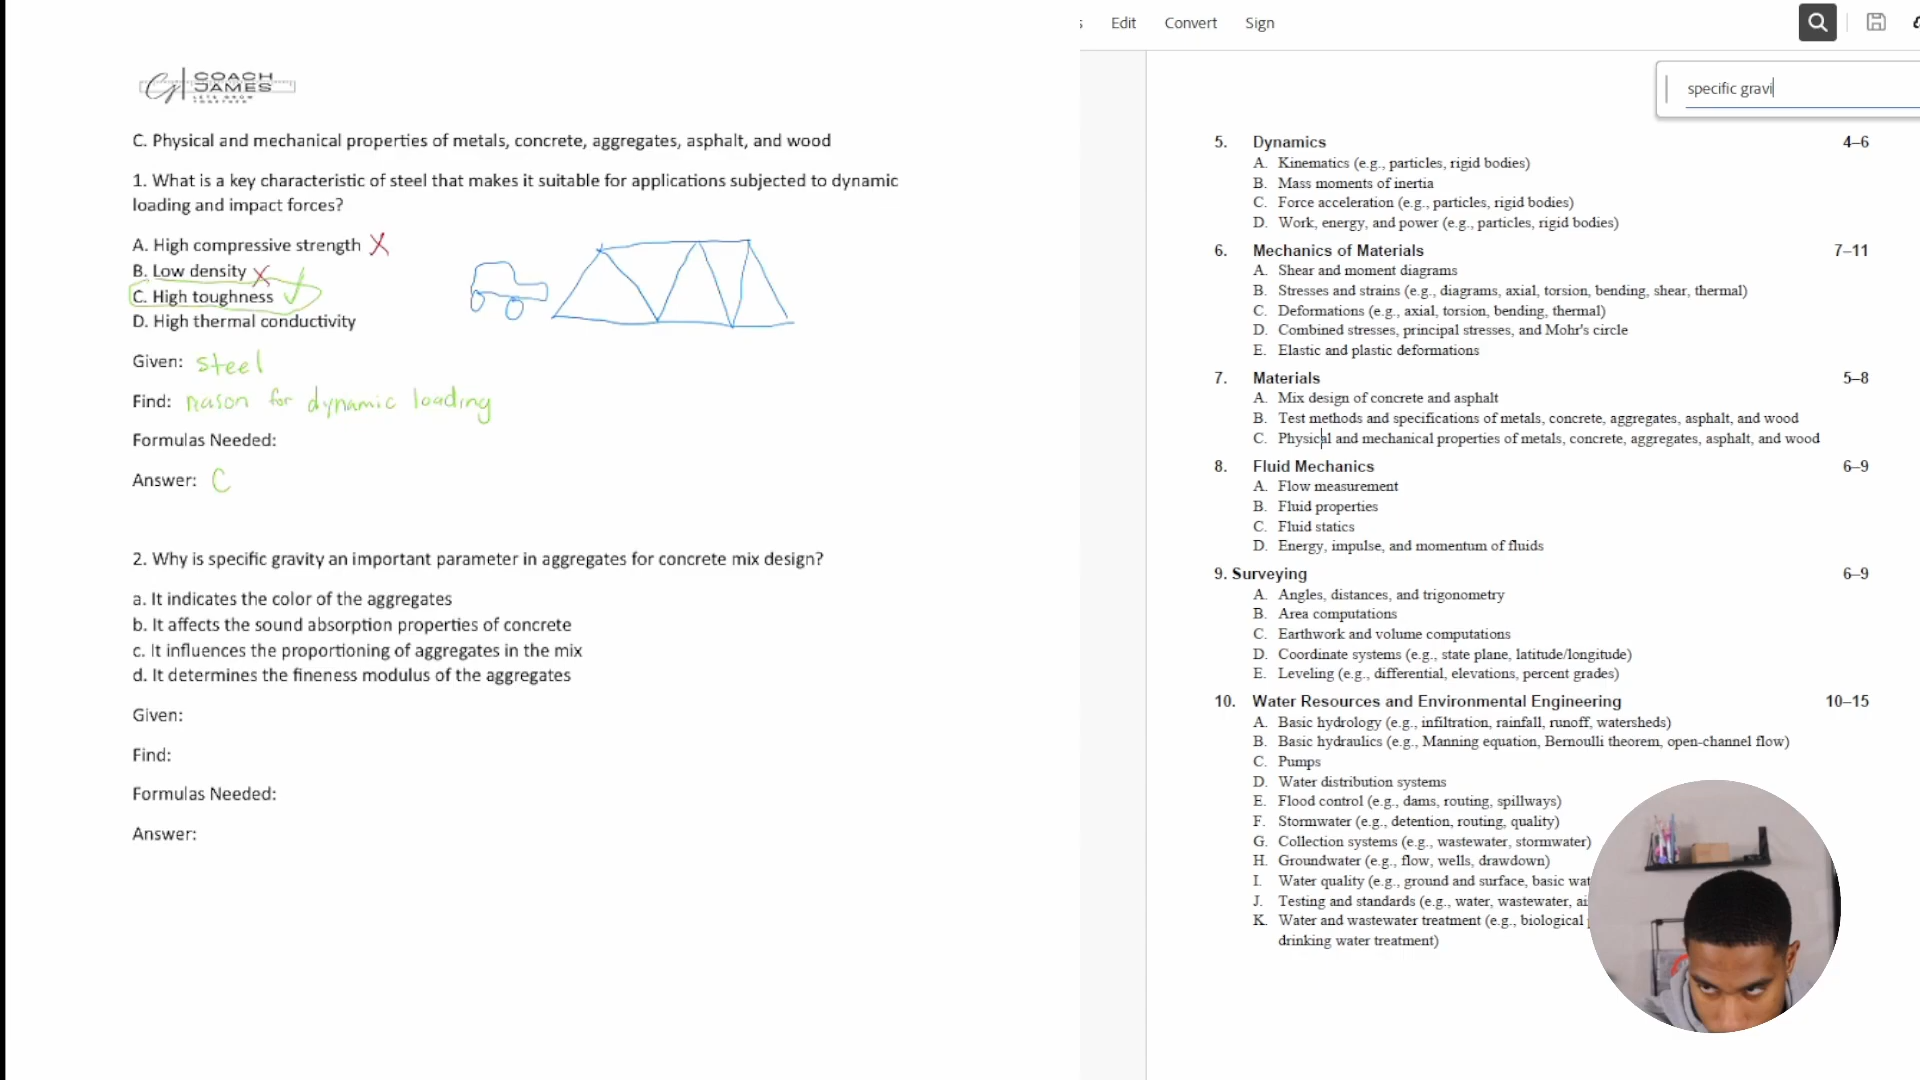 COACH
JAMES
LETS GROW
TOGETHER
C. Physical and mechanical properties of metals, concrete, aggregates, asphalt, and wood
1. What is a key characteristic of steel that makes it suitable for applications subjected to dynamic
loading and impact forces?
A. High compressive strength X
B. Low density X
C. High toughness
D. High thermal conductivity
Given: steel
Find: reason for dynamic loading
Formulas Needed:
Answer: C
2. Why is specific gravity an important parameter in aggregates for concrete mix design?
a. It indicates the color of the aggregates
b. It affects the sound absorption properties of concrete
c. It influences the proportioning of aggregates in the mix
d. It determines the fineness modulus of the aggregates
Given:
Find:
Formulas Needed:
Answer:
Edit Convert Sign
specific gravi
5. Dynamics 4–6
A. Kinematics (e.g., particles, rigid bodies)
B. Mass moments of inertia
C. Force acceleration (e.g., particles, rigid bodies)
D. Work, energy, and power (e.g., particles, rigid bodies)
6. Mechanics of Materials 7–11
A. Shear and moment diagrams
B. Stresses and strains (e.g., diagrams, axial, torsion, bending, shear, thermal)
C. Deformations (e.g., axial, torsion, bending, thermal)
D. Combined stresses, principal stresses, and Mohr's circle
E. Elastic and plastic deformations
7. Materials 5–8
A. Mix design of concrete and asphalt
B. Test methods and specifications of metals, concrete, aggregates, asphalt, and wood
C. Physical and mechanical properties of metals, concrete, aggregates, asphalt, and wood
8. Fluid Mechanics 6–9
A. Flow measurement
B. Fluid properties
C. Fluid statics
D. Energy, impulse, and momentum of fluids
9. Surveying 6–9
A. Angles, distances, and trigonometry
B. Area computations
C. Earthwork and volume computations
D. Coordinate systems (e.g., state plane, latitude/longitude)
E. Leveling (e.g., differential, elevations, percent grades)
10. Water Resources and Environmental Engineering 10–15
A. Basic hydrology (e.g., infiltration, rainfall, runoff, watersheds)
B. Basic hydraulics (e.g., Manning equation, Bernoulli theorem, open-channel flow)
C. Pumps
D. Water distribution systems
E. Flood control (e.g., dams, routing, spillways)
F. Stormwater (e.g., detention, routing, quality)
G. Collection systems (e.g., wastewater, stormwater)
H. Groundwater (e.g., flow, wells, drawdown)
I. Water quality (e.g., ground and surface, basic wat
J. Testing and standards (e.g., water, wastewater, ai
K. Water and wastewater treatment (e.g., biological
drinking water treatment)